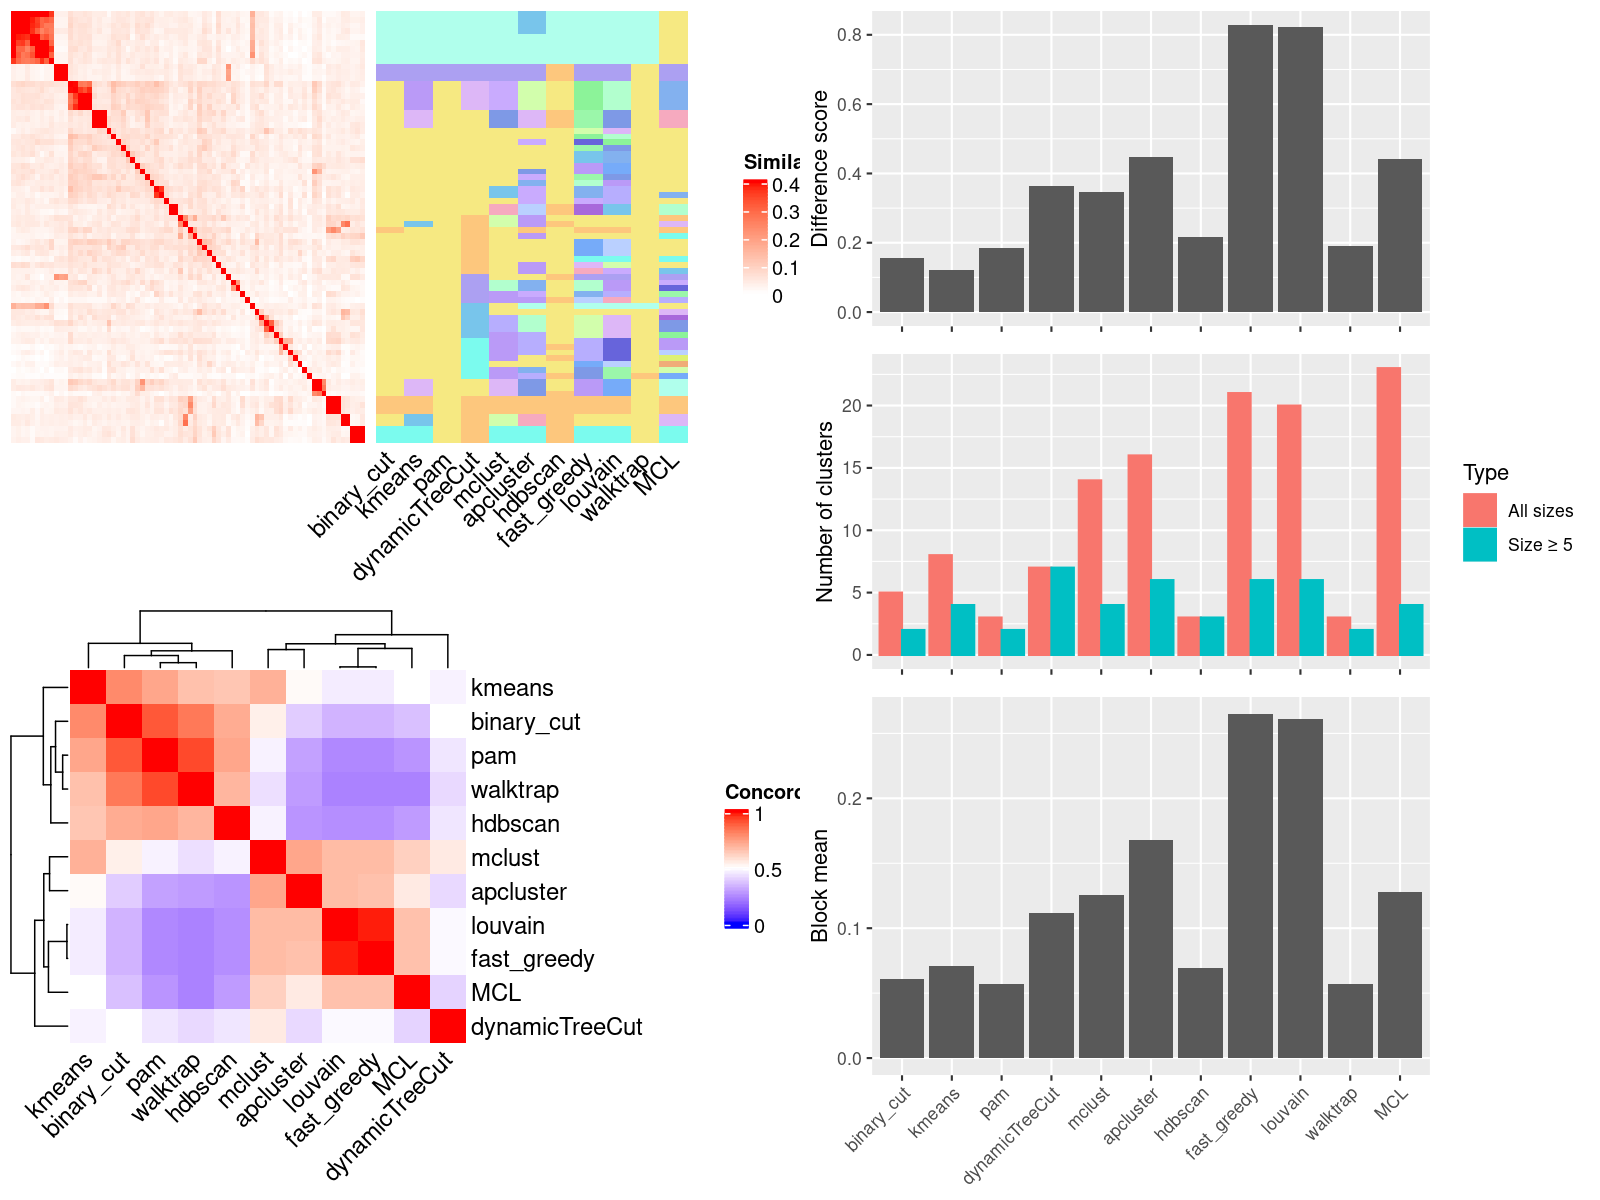 Simila
0.4
0.3
0.2
0.1
0
binary_cut
kmeans
pam
dynamicTreeCut
mclust
apcluster
hdbscan
fast_greedy
louvain
walktrap
MCL
Difference score
0.8
0.6
0.4
0.2
0.0
Number of clusters
20
15
10
5
0
Type
All sizes
Size ≥ 5
kmeans
binary_cut
pam
walktrap
hdbscan
mclust
apcluster
louvain
fast_greedy
MCL
dynamicTreeCut
kmeans
binary_cut
pam
walktrap
hdbscan
mclust
apcluster
louvain
fast_greedy
MCL
dynamicTreeCut
Concord
1
0.5
0
Block mean
0.2
0.1
0.0
binary_cut
kmeans
pam
dynamicTreeCut
mclust
apcluster
hdbscan
fast_greedy
louvain
walktrap
MCL